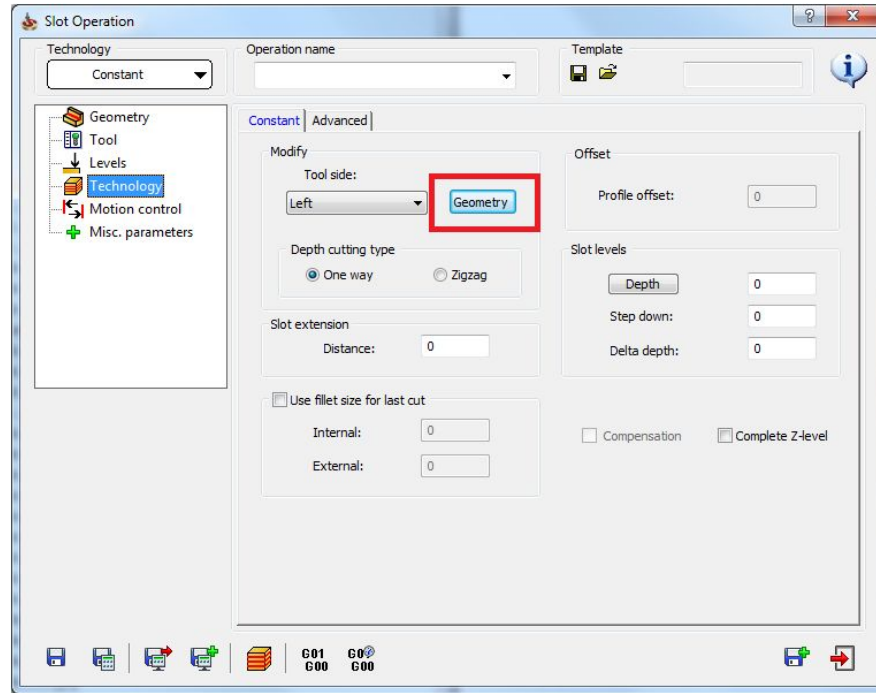 Slot Operation
Technology
Operation name
Template
Constant
Geometry
Tool
Levels
Technology
Motion control
Misc. parameters
Constant
Advanced
Modify
Tool side:
Left
Geometry
Depth cutting type
One way
Zigzag
Slot extension
Distance:
0
Use fillet size for last cut
Internal:
0
External:
0
Offset
Profile offset:
0
Slot levels
Depth
0
Step down:
0
Delta depth:
0
Compensation
Complete Z-level
G01
G00
G0
G00